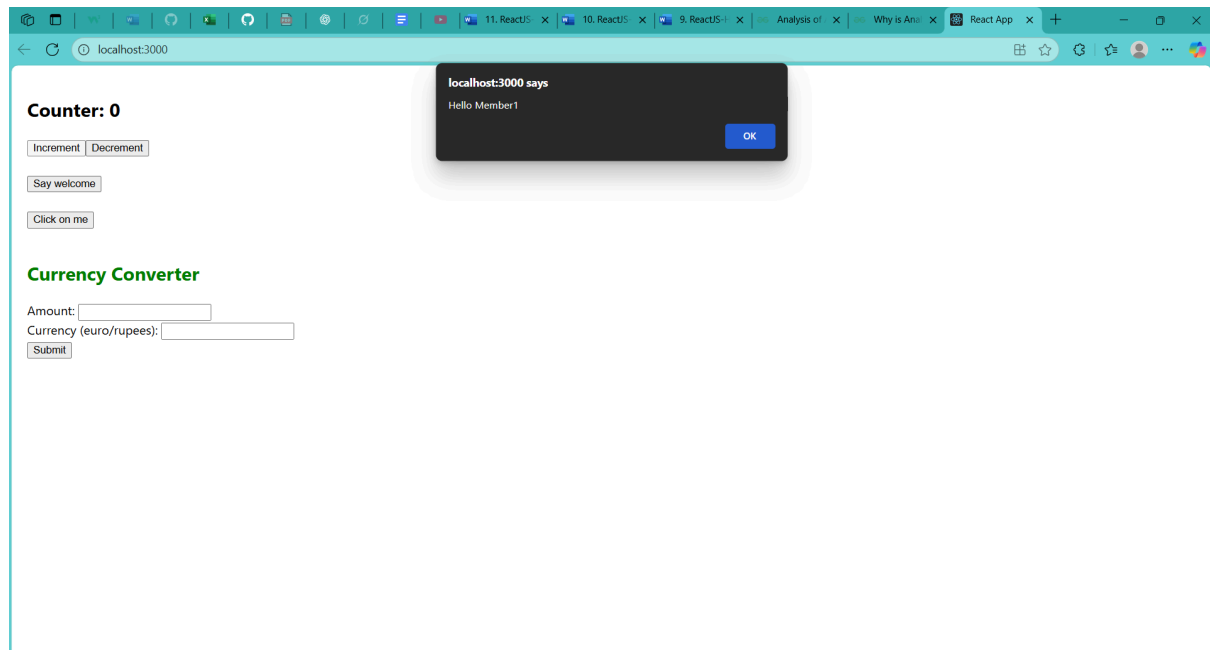 11. ReactJS-
10. ReactJS-
9. ReactJS-
Analysis of
Why is Anal
React App
localhost:3000
localhost:3000 says
Hello Member1
OK
Counter: 0
Increment Decrement
Say welcome
Click on me
Currency Converter
Amount:
Currency (euro/rupees):
Submit